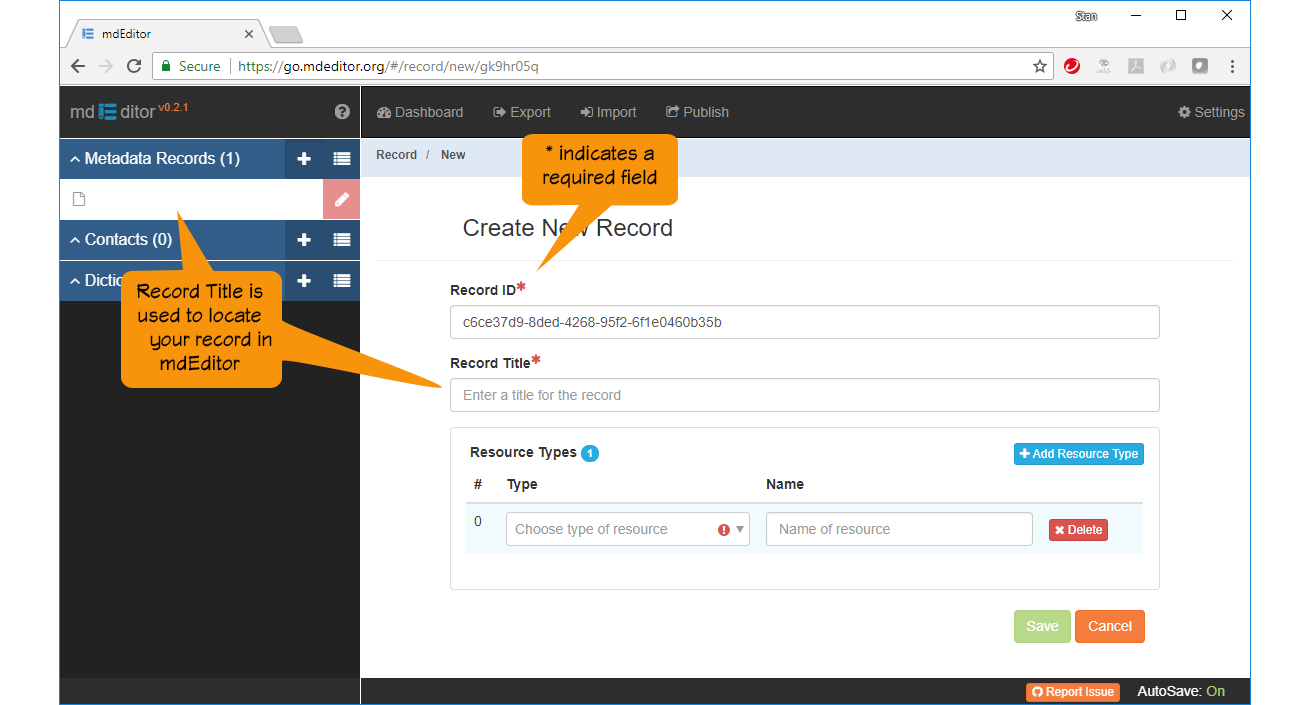 Stan
mdEditor
Secure | https://go.mdeditor.org/#/record/new/gk9hr05q
md ditor v0.2.1
Dashboard Export Import Publish Settings
Metadata Records (1)
Record / New
* indicates a
required field
Contacts (0)
Create New Record
Dictio
Record Title is
used to locate
your record in
mdEditor
Record ID*
c6ce37d9-8ded-4268-95f2-6f1e0460b35b
Record Title*
Enter a title for the record
Resource Types 1
Add Resource Type
# Type Name
0 Choose type of resource Name of resource Delete
Save Cancel
Report Issue AutoSave: On